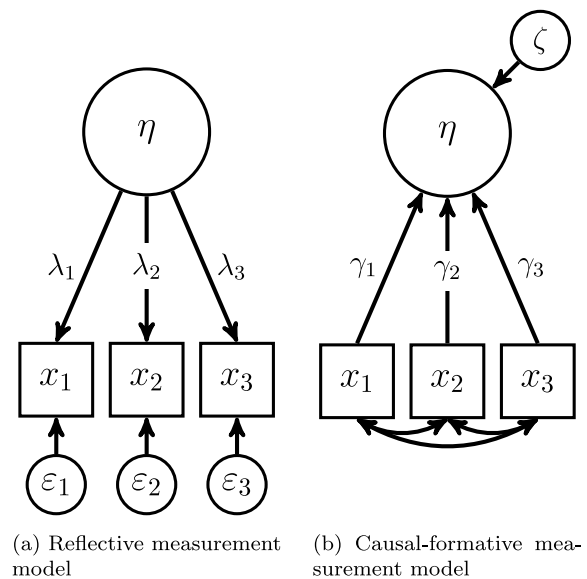 ζ
η
η
λ1
λ2
λ3
γ1
γ2
γ3
x1
x2
x3
x1
x2
x3
ε1
ε2
ε3
(a) Reflective measurement
model
(b) Causal-formative mea-
surement model